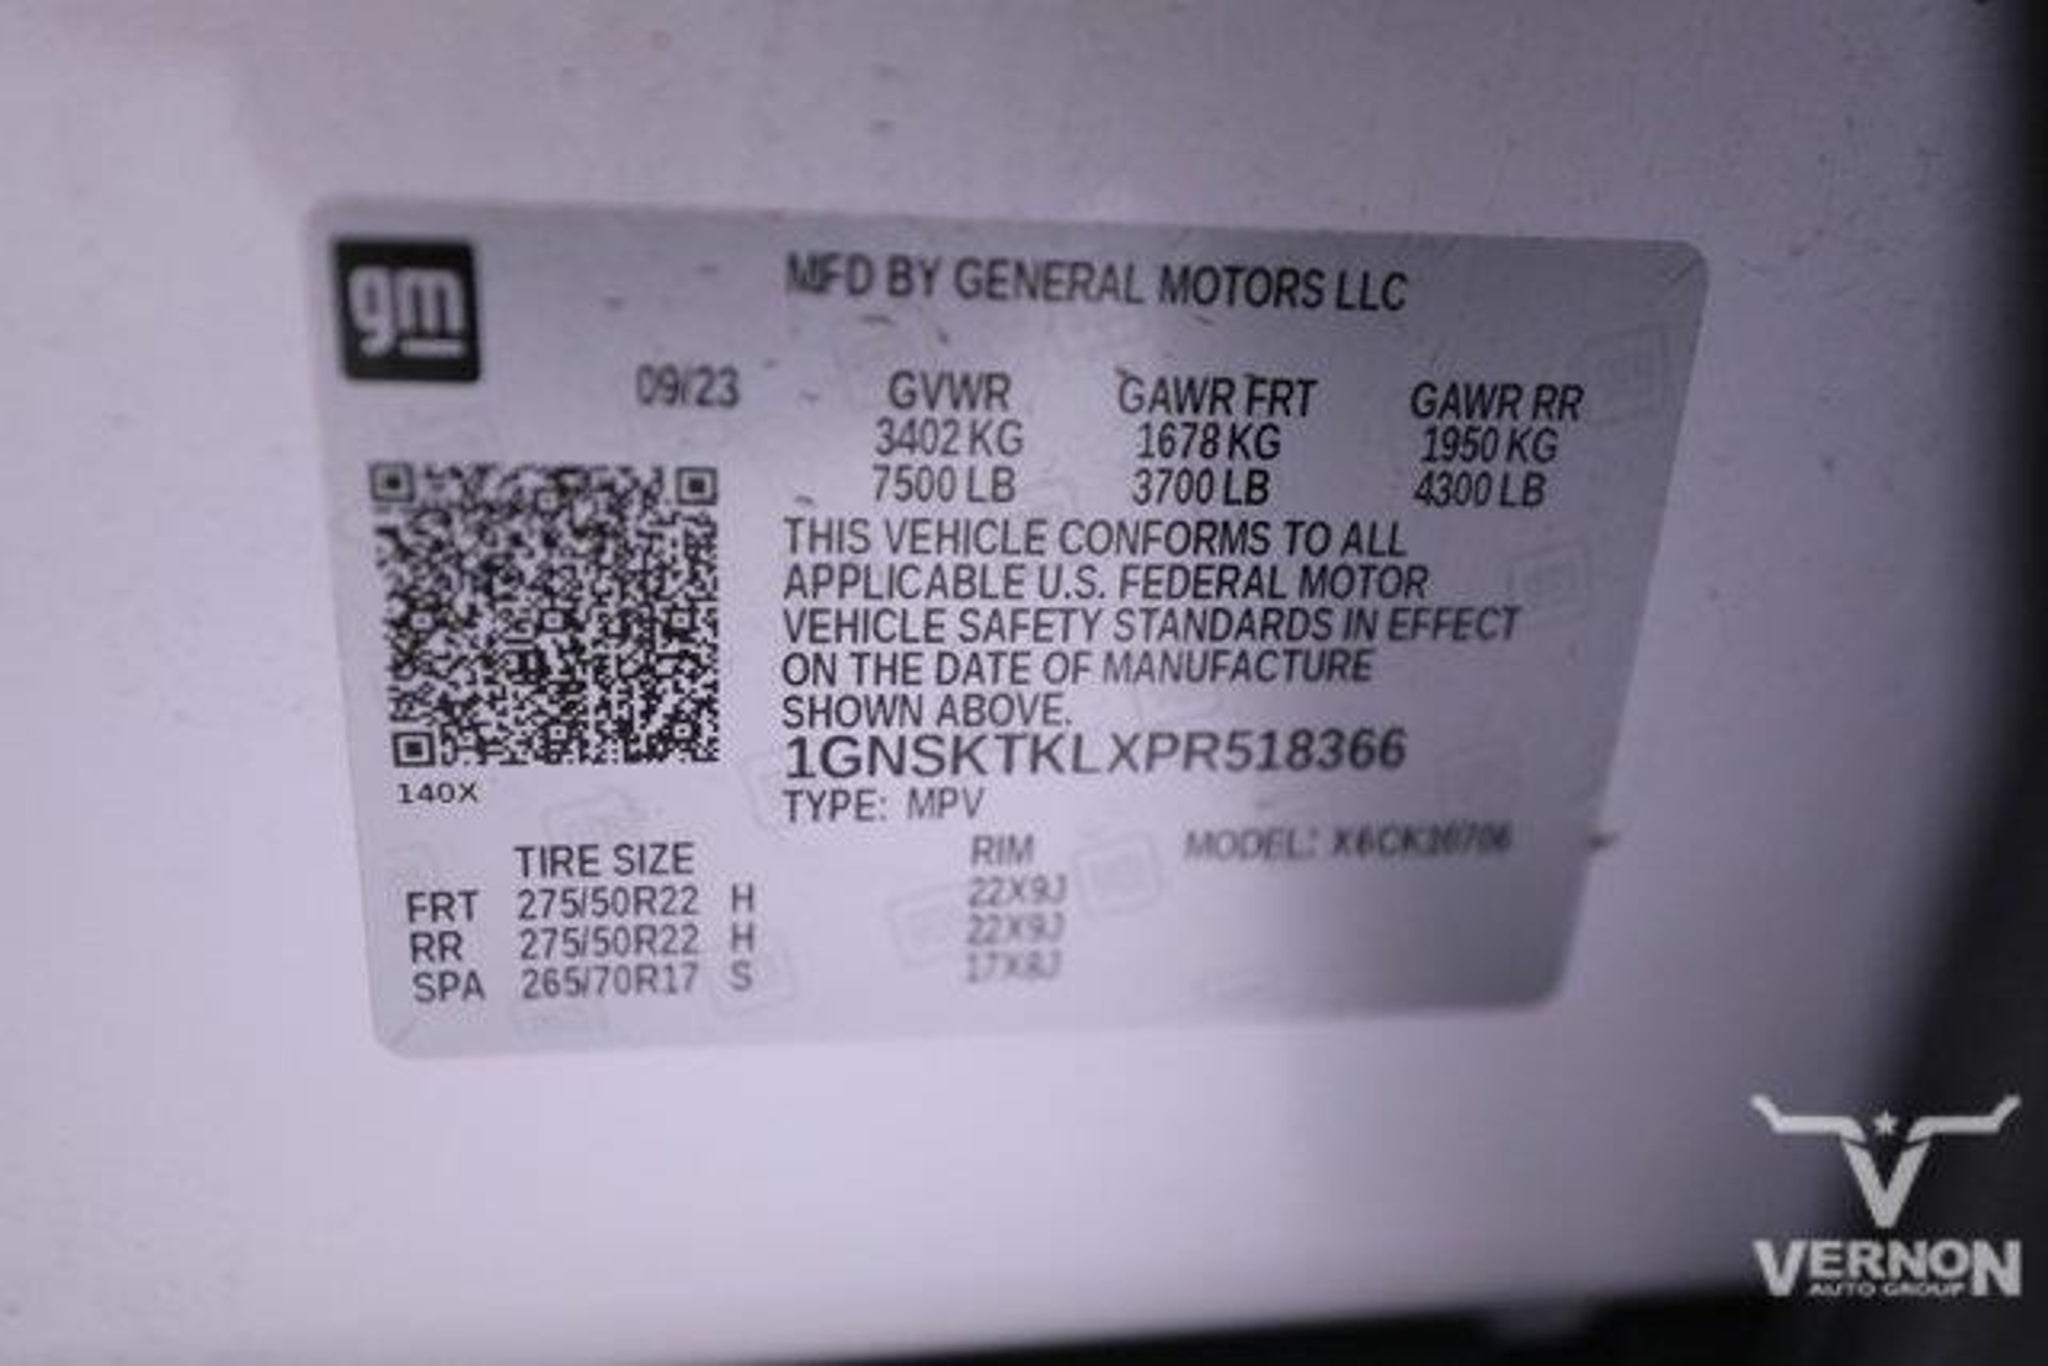 gm
MFD BY GENERAL MOTORS LLC
09/23 GVWR GAWR FRT GAWR RR
3402 KG 1678 KG 1950 KG
7500 LB 3700 LB 4300 LB
THIS VEHICLE CONFORMS TO ALL
APPLICABLE U.S. FEDERAL MOTOR
VEHICLE SAFETY STANDARDS IN EFFECT
ON THE DATE OF MANUFACTURE
SHOWN ABOVE.
1GNSKTKLXPR518366
140X
TYPE: MPV
TIRE SIZE RIM MODEL: X6CK10706
FRT 275/50R22 H 22X9J
RR 275/50R22 H 22X9J
SPA 265/70R17 S 17X8J
VERNON
AUTO GROUP